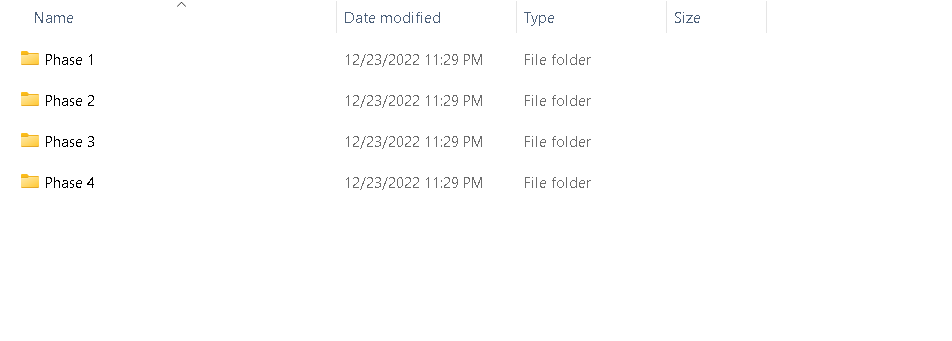 Name Date modified Type Size
Phase 1 12/23/2022 11:29 PM File folder
Phase 2 12/23/2022 11:29 PM File folder
Phase 3 12/23/2022 11:29 PM File folder
Phase 4 12/23/2022 11:29 PM File folder